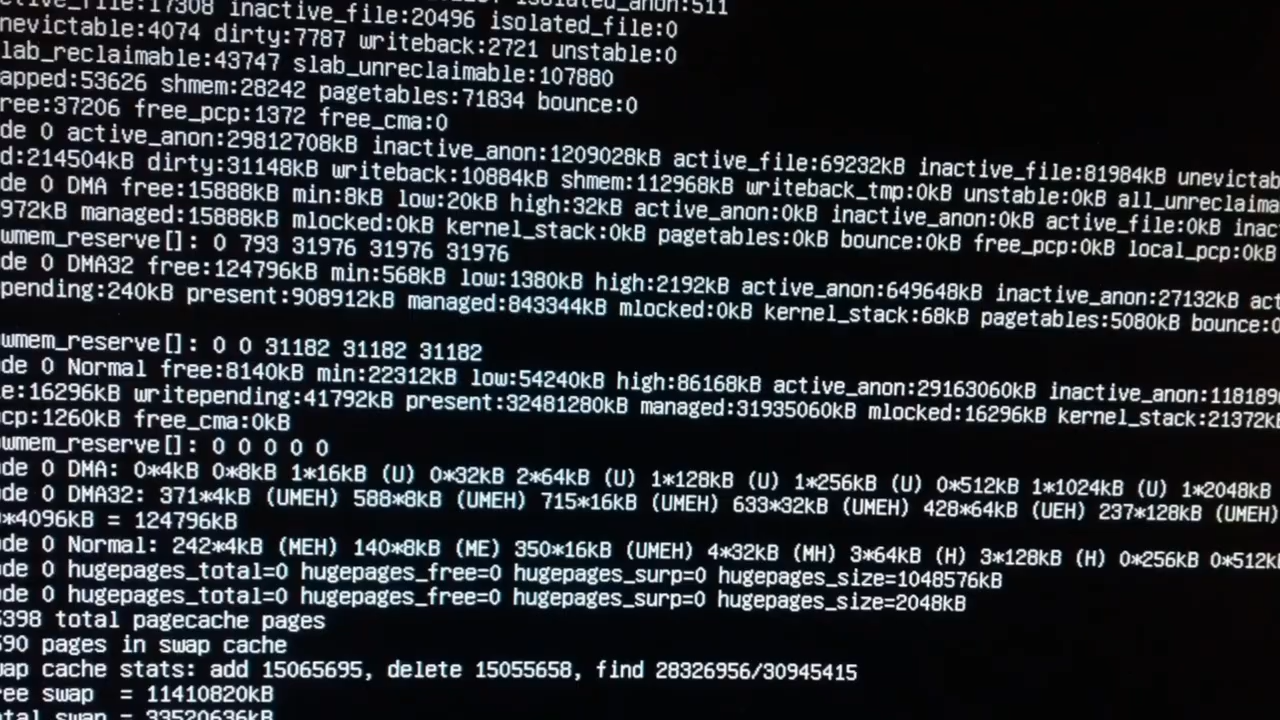 ctive_file:17308 inactive_file:20496 isolated_file:0
nevictable:4074 dirty:7787 writeback:2721 unstable:0
lab_reclaimable:43747 slab_unreclaimable:107880
apped:53626 shmem:28242 pagetables:71834 bounce:0
ree:37206 free_pcp:1372 free_cma:0
de 0 active_anon:29812708kB inactive_anon:1209028kB active_file:69232kB inactive_file:81984kB unevictab
d:214504kB dirty:31148kB writeback:10884kB shmem:112968kB writeback_tmp:0kB unstable:0kB all_unreclaima
de 0 DMA free:15888kB min:8kB low:20kB high:32kB active_anon:0kB inactive_anon:0kB active_file:0kB inac
972kB managed:15888kB mlocked:0kB kernel_stack:0kB pagetables:0kB bounce:0kB free_pcp:0kB local_pcp:0kB
wmem_reserve[]: 0 793 31976 31976 31976
de 0 DMA32 free:124796kB min:568kB low:1380kB high:2192kB active_anon:649648kB inactive_anon:27132kB act
pending:240kB present:908912kB managed:843344kB mlocked:0kB kernel_stack:68kB pagetables:5080kB bounce:0
wmem_reserve[]: 0 0 31182 31182 31182
de 0 Normal free:8140kB min:22312kB low:54240kB high:86168kB active_anon:29163060kB inactive_anon:118189
e:16296kB writepending:41792kB present:32481280kB managed:31935060kB mlocked:16296kB kernel_stack:21372kB
cp:1260kB free_cma:0kB
wmem_reserve[]: 0 0 0 0 0
de 0 DMA: 0*4kB 0*8kB 1*16kB (U) 0*32kB 2*64kB (U) 1*128kB (U) 1*256kB (U) 0*512kB 1*1024kB (U) 1*2048kB
de 0 DMA32: 371*4kB (UMEH) 588*8kB (UMEH) 715*16kB (UMEH) 633*32kB (UMEH) 428*64kB (UEH) 237*128kB (UMEH)
*4096kB = 124796kB
de 0 Normal: 242*4kB (MEH) 140*8kB (ME) 350*16kB (UMEH) 4*32kB (MH) 3*64kB (H) 3*128kB (H) 0*256kB 0*512k
de 0 hugepages_total=0 hugepages_free=0 hugepages_surp=0 hugepages_size=1048576kB
de 0 hugepages_total=0 hugepages_free=0 hugepages_surp=0 hugepages_size=2048kB
398 total pagecache pages
590 pages in swap cache
ap cache stats: add 15065695, delete 15055658, find 28326956/30945415
ree swap  = 11410820kB
tal swap = 33520636kB